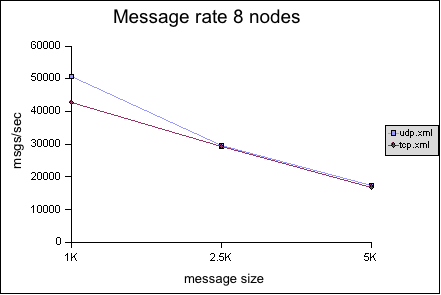 Message rate 8 nodes
60000
50000
40000
30000
20000
10000
0
msgs/sec
1K
2.5K
5K
message size
udp.xml
tcp.xml